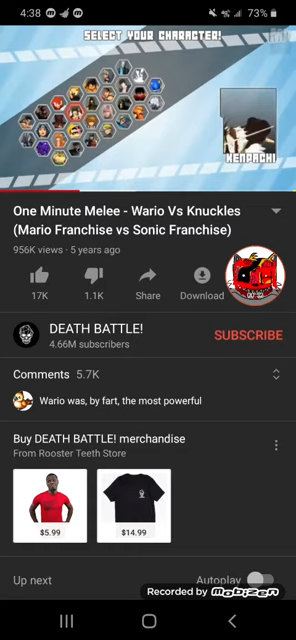 4:38
73%
SELECT YOUR CHARACTER!
KENPACHI
One Minute Melee - Wario Vs Knuckles
(Mario Franchise vs Sonic Franchise)
956K views · 5 years ago
17K
1.1K
Share
Download
00:12
DEATH BATTLE!
4.66M subscribers
SUBSCRIBE
Comments 5.7K
Wario was, by fart, the most powerful
Buy DEATH BATTLE! merchandise
From Rooster Teeth Store
$5.99
$14.99
Up next
Autoplay
Recorded by Mobizen